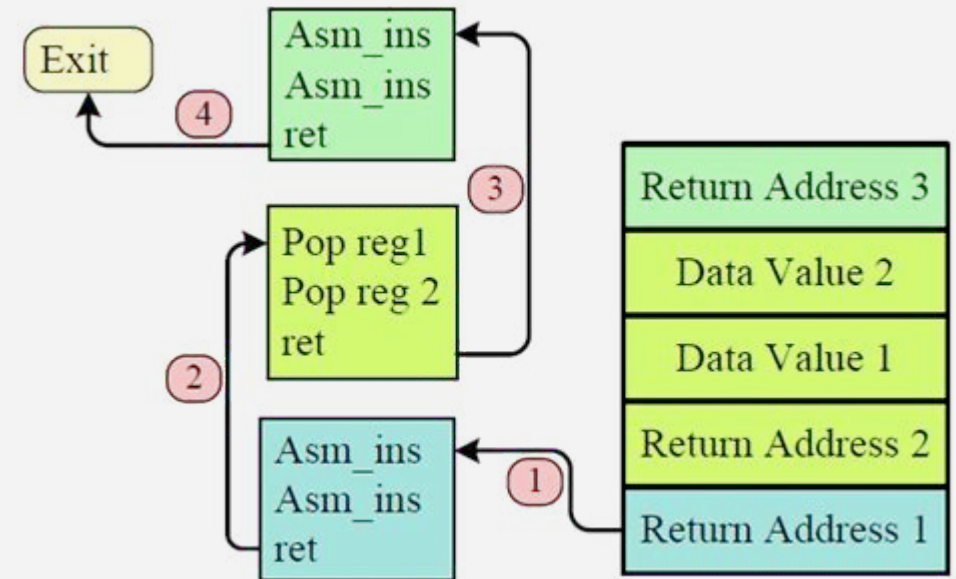 Exit
Asm_ins
Asm_ins
ret
4
3
Pop reg1
Pop reg 2
ret
2
Asm_ins
Asm_ins
ret
1
Return Address 3
Data Value 2
Data Value 1
Return Address 2
Return Address 1